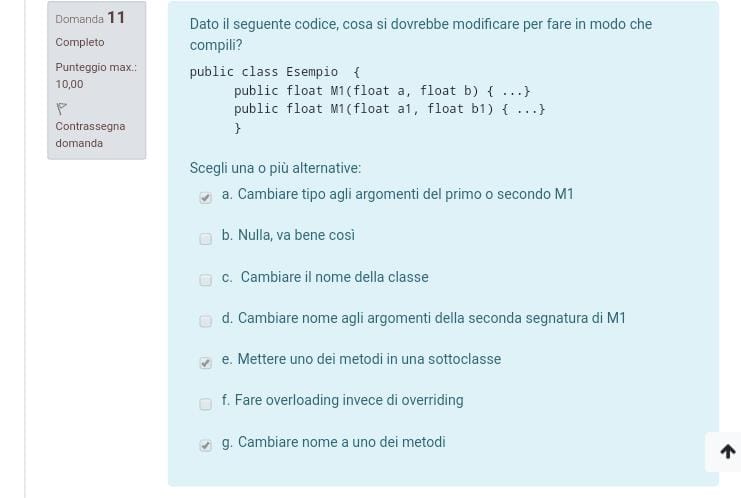 Domanda 11
Completo
Punteggio max.:
10,00
Contrassegna
domanda
Dato il seguente codice, cosa si dovrebbe modificare per fare in modo che
compili?
public class Esempio  {
public float M1(float a, float b) { ...}
public float M1(float a1, float b1) { ...}
}
Scegli una o più alternative:
a. Cambiare tipo agli argomenti del primo o secondo M1
b. Nulla, va bene così
c. Cambiare il nome della classe
d. Cambiare nome agli argomenti della seconda segnatura di M1
e. Mettere uno dei metodi in una sottoclasse
f. Fare overloading invece di overriding
g. Cambiare nome a uno dei metodi